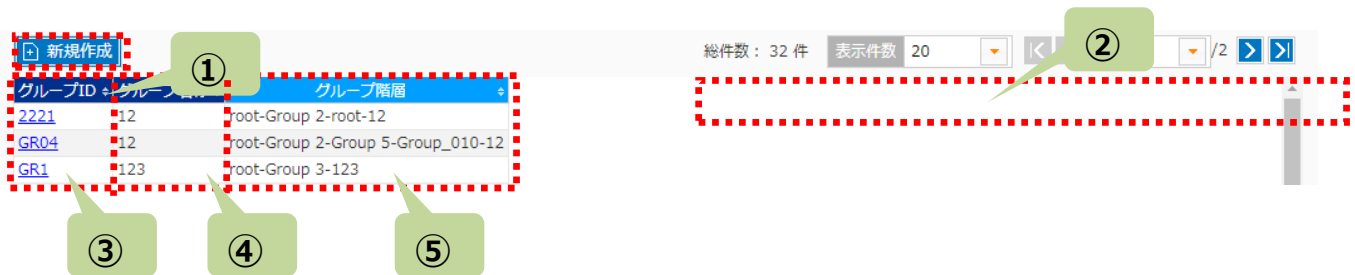 新規作成
①
総件数： 32 件 表示件数 20
②
/2
グループID
グループ階層
2221 12 root-Group 2-root-12
GR04 12 root-Group 2-Group 5-Group_010-12
GR1 123 root-Group 3-123
③ ④ ⑤